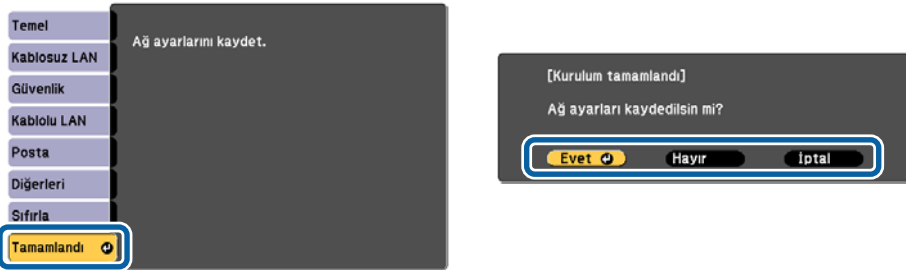 Temel
Kablosuz LAN
Güvenlik
Kablolu LAN
Posta
Diğerleri
Sıfırla
Tamamlandı
Ağ ayarlarını kaydet.
[Kurulum tamamlandı]
Ağ ayarları kaydedilsin mi?
Evet Hayır İptal